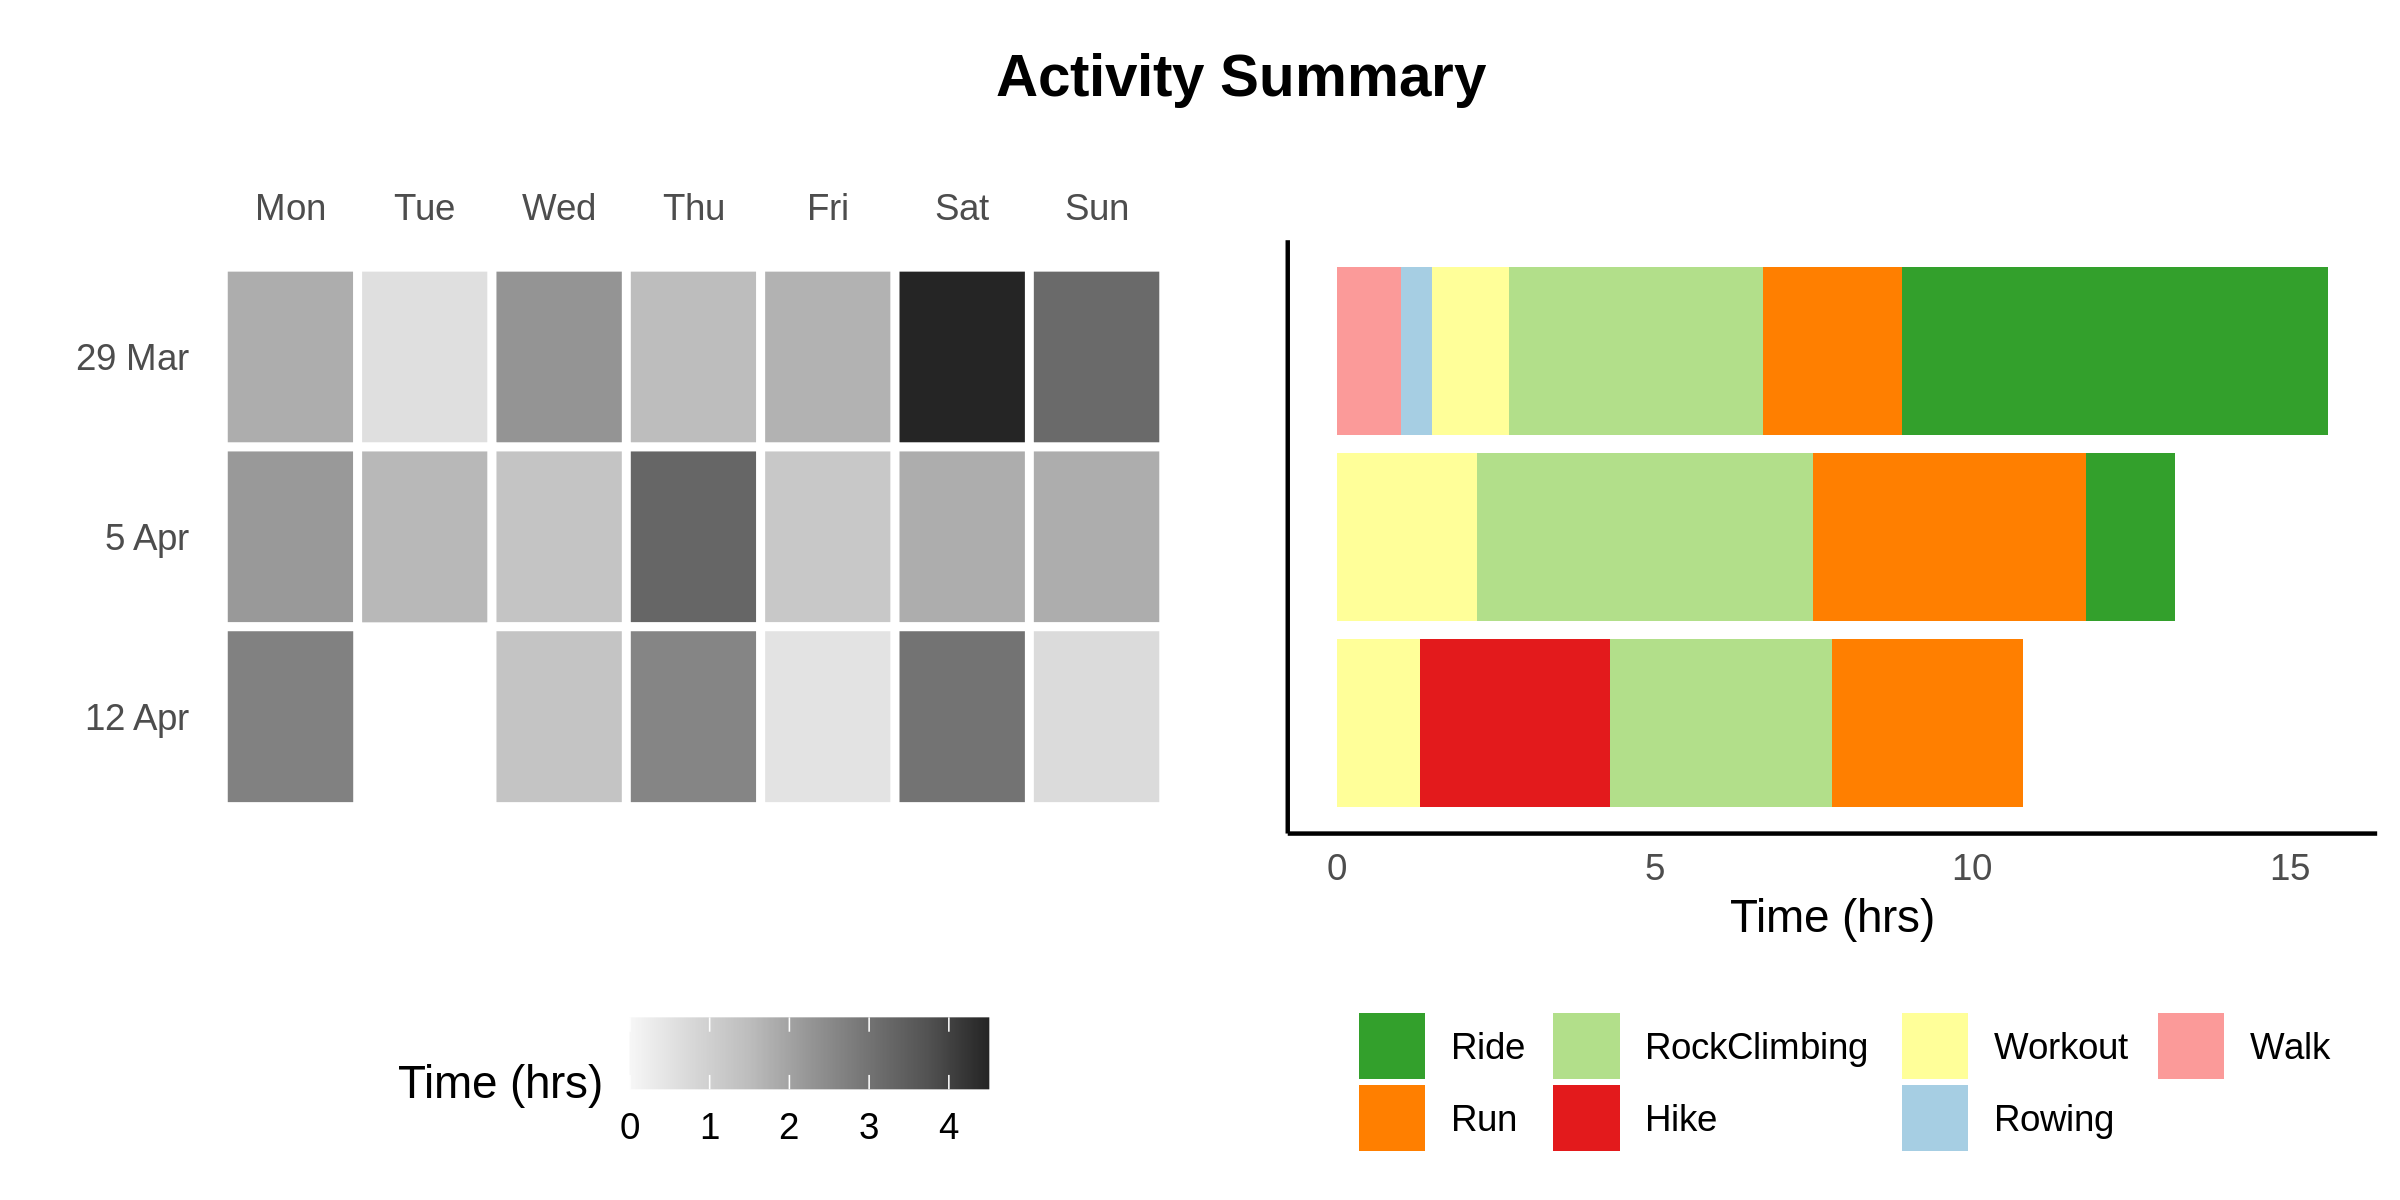 Activity Summary
Mon Tue Wed Thu Fri Sat Sun
29 Mar
5 Apr
12 Apr
0 5 10 15
Time (hrs)
Time (hrs)
0 1 2 3 4
Ride RockClimbing Workout Walk
Run Hike Rowing